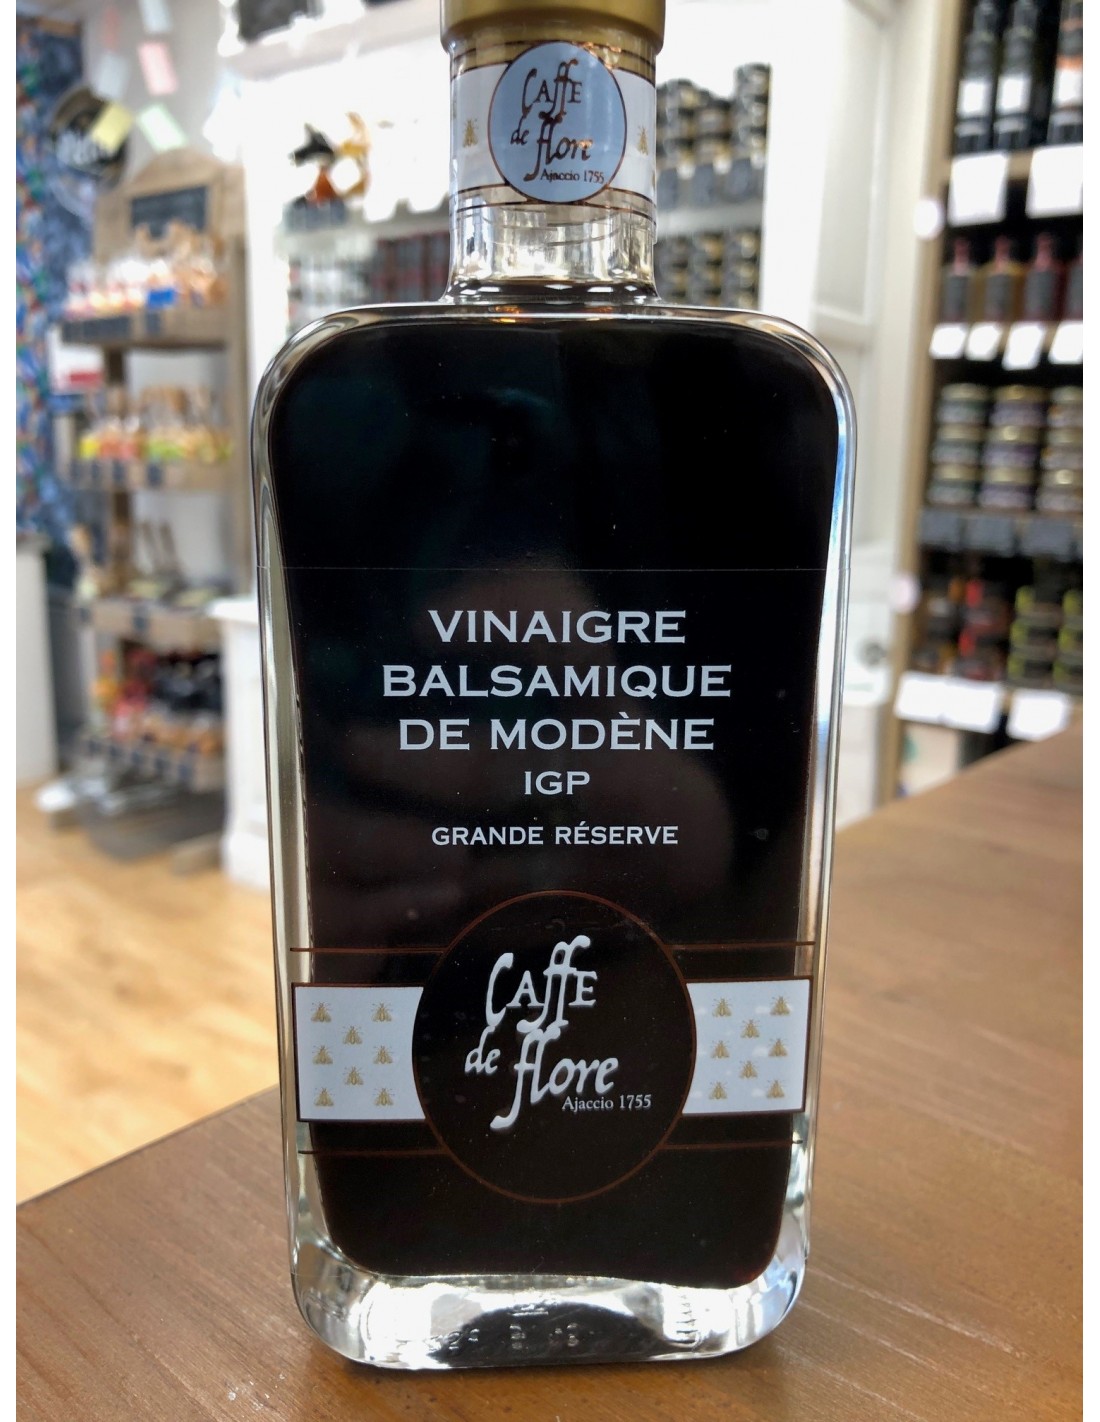 CAffE
de flore
Ajaccio 1755
VINAIGRE
BALSAMIQUE
DE MODÈNE
IGP
GRANDE RÉSERVE
CAffE
de flore
Ajaccio 1755